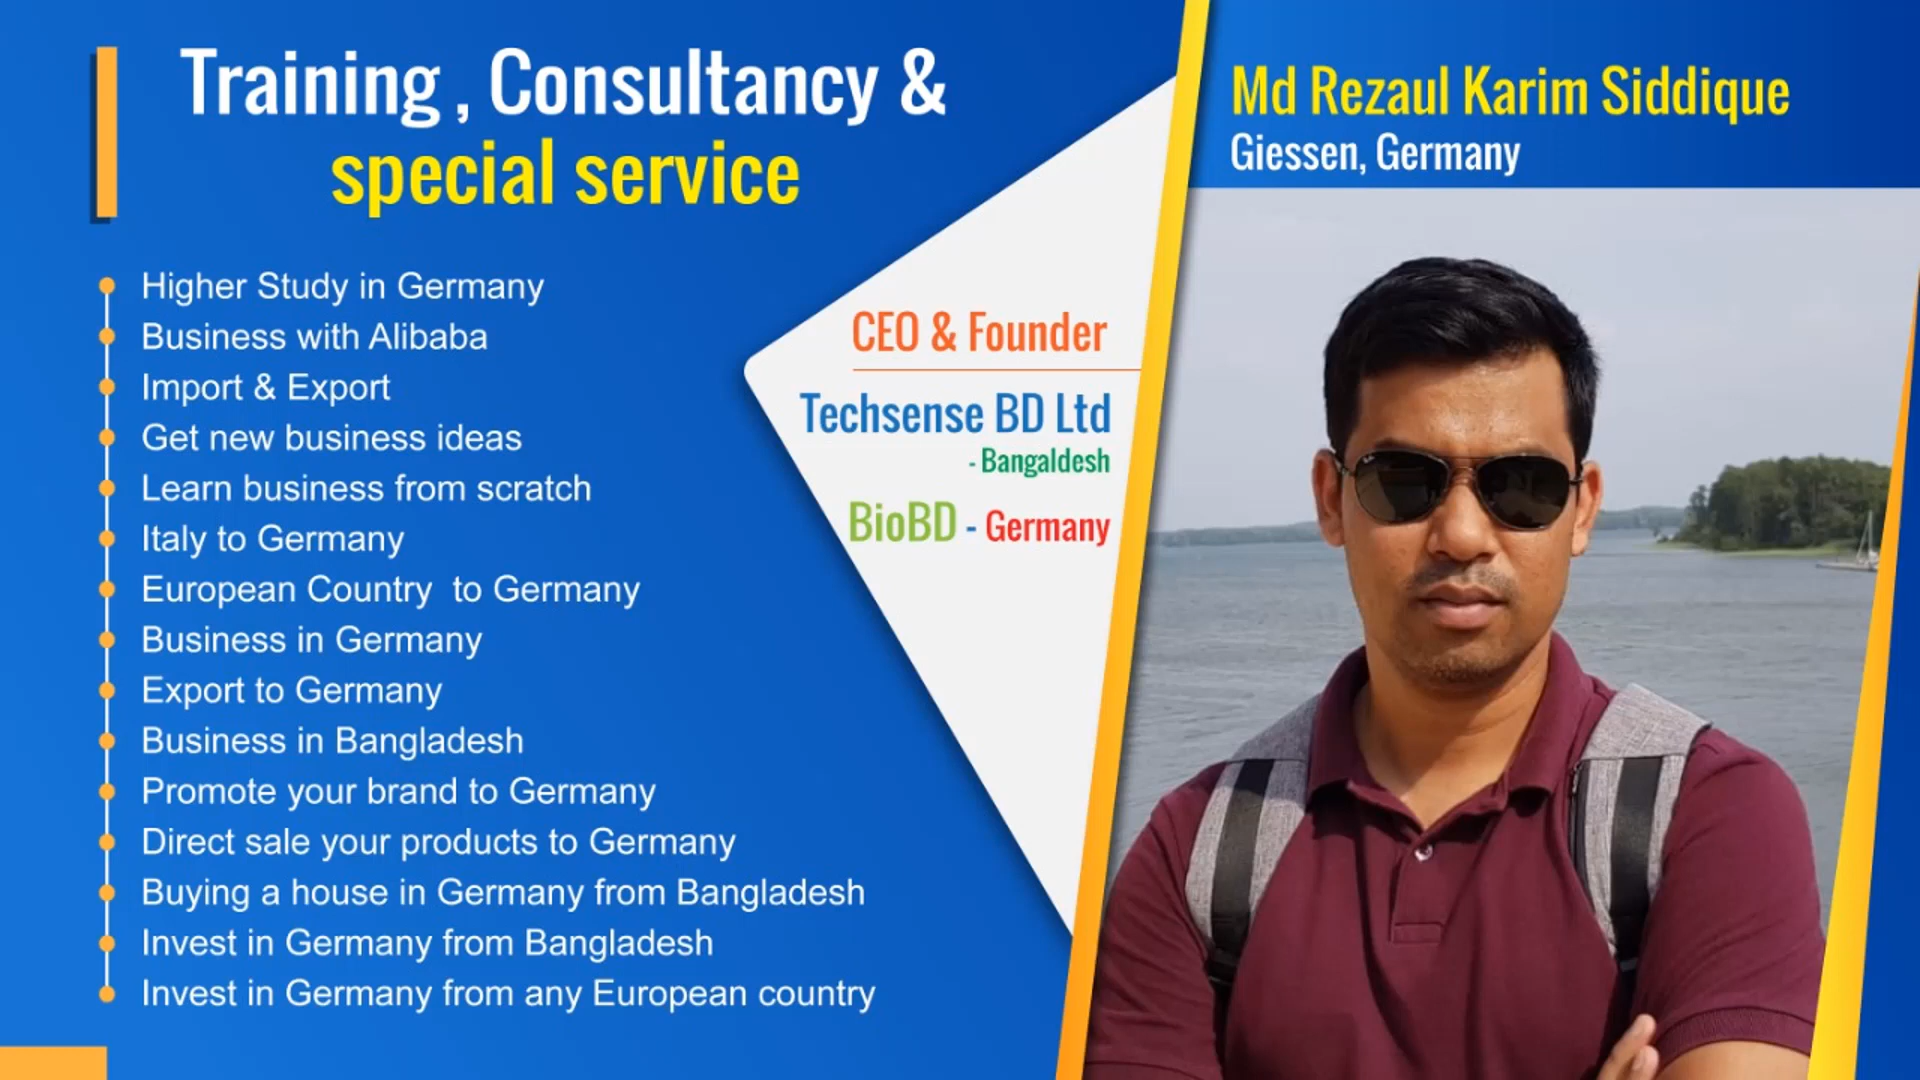 Training , Consultancy &
special service
Higher Study in Germany
Business with Alibaba
Import & Export
Get new business ideas
Learn business from scratch
Italy to Germany
European Country  to Germany
Business in Germany
Export to Germany
Business in Bangladesh
Promote your brand to Germany
Direct sale your products to Germany
Buying a house in Germany from Bangladesh
Invest in Germany from Bangladesh
Invest in Germany from any European country
CEO & Founder
Techsense BD Ltd
- Bangaldesh
BioBD - Germany
Md Rezaul Karim Siddique
Giessen, Germany